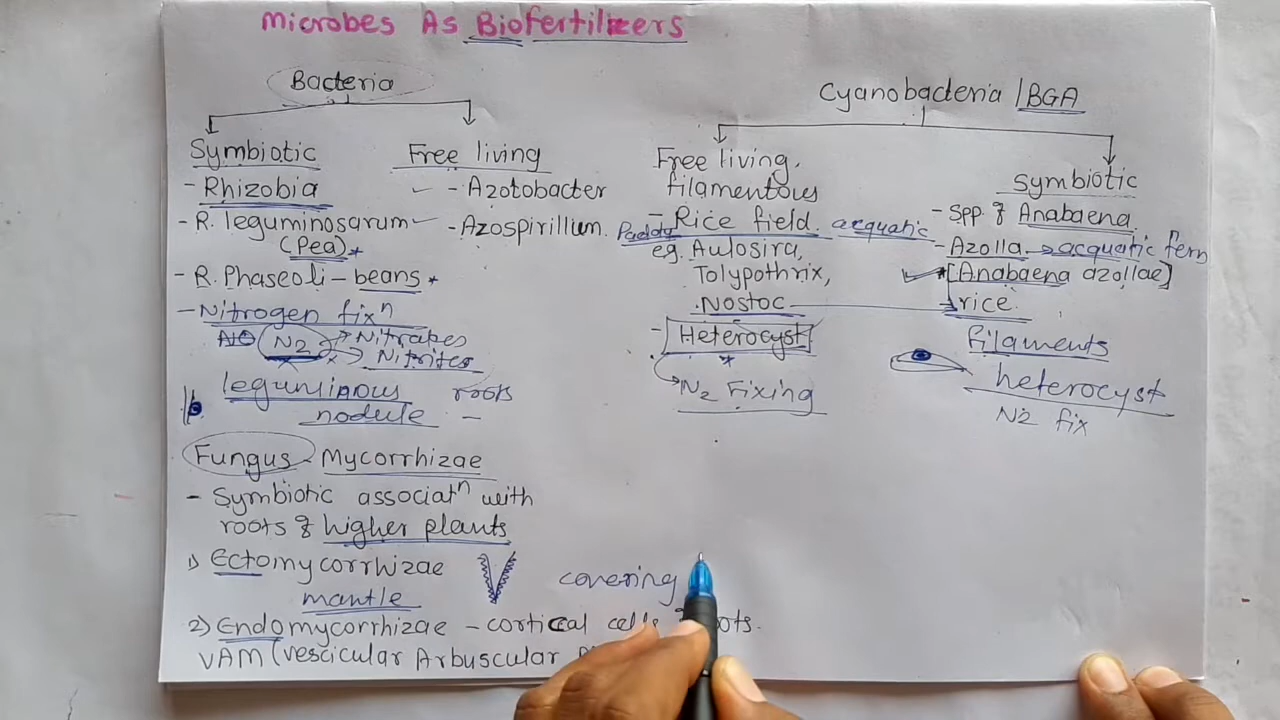 Microbes As Biofertilizers
Bacteria
Symbiotic
- Rhizobia
- R. leguminosarum
(Pea)
- R. Phaseoli - beans
- Nitrogen fixn
N2 → Nitrates
→ Nitrites
leguminous roots
nodule -
Free living
- Azotobacter
- Azospirillum.
Fungus - Mycorrhizae
- Symbiotic associatn with
roots of higher plants
1) Ectomycorrhizae
mantle
covering
2) Endomycorrhizae - cortical cells
VAM (vescicular Arbuscular
Cyanobacteria / BGA
Free living,
filamentous
- Rice field. acquatic
Paddy
eg. Aulosira,
Tolypothrix,
Nostoc
- Heterocyst
→ N2 Fixing
Symbiotic
- Spp of Anabaena
- Azolla → acquatic fern
[Anabaena azollae]
→ rice
Filaments
heterocyst
N2 fix